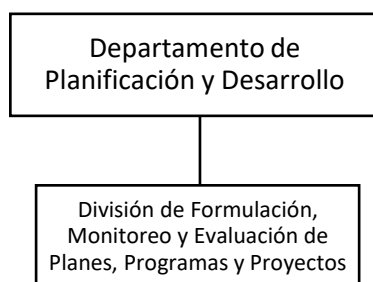 Departamento de
Planificación y Desarrollo
División de Formulación,
Monitoreo y Evaluación de
Planes, Programas y Proyectos